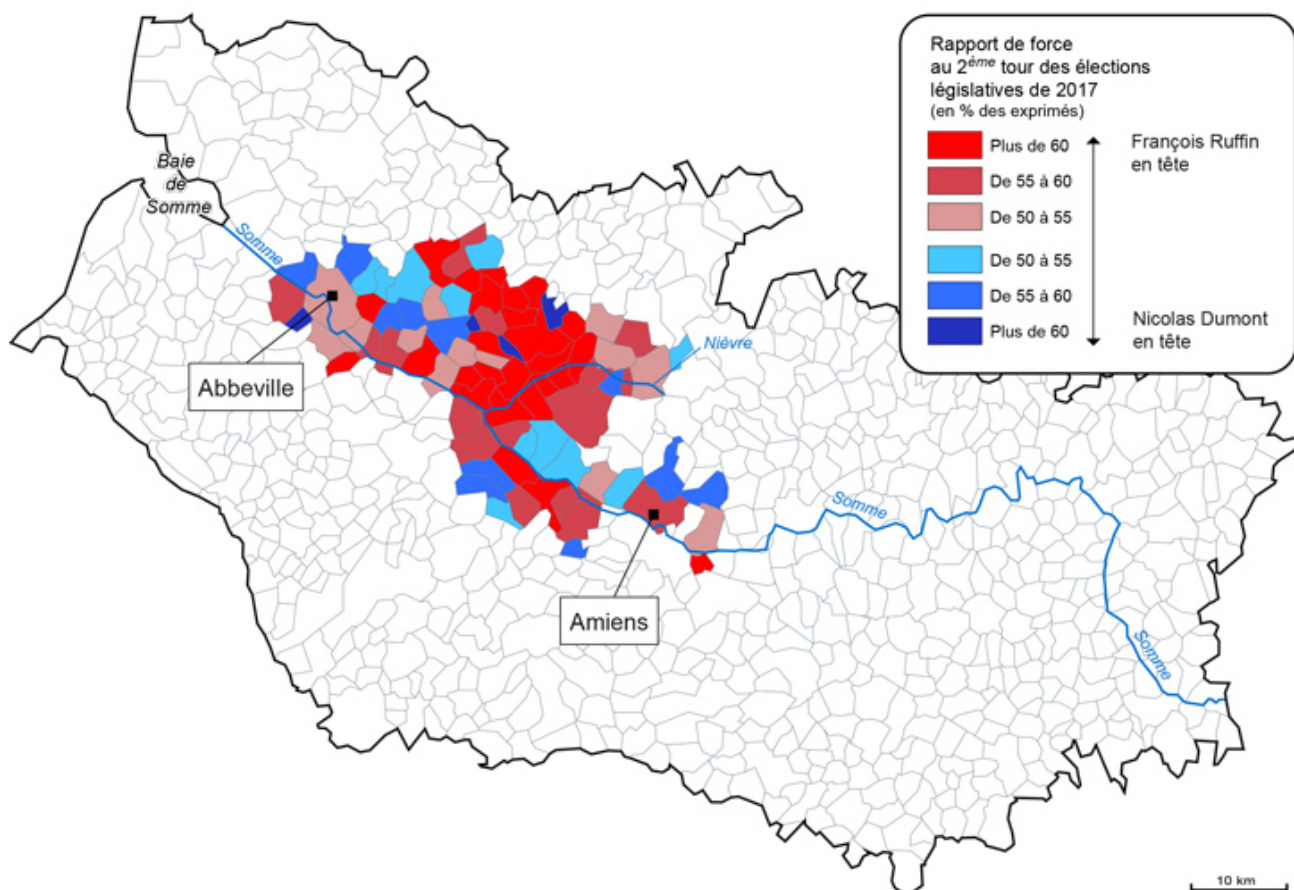 Rapport de force
au 2ème tour des élections
législatives de 2017
(en % des exprimés)
Plus de 60
De 55 à 60
De 50 à 55
De 50 à 55
De 55 à 60
Plus de 60
François Ruffin
en tête
Nicolas Dumont
en tête
Baie
de
Somme
Somme
Abbeville
Nièvre
Amiens
Somme
Somme
10 km